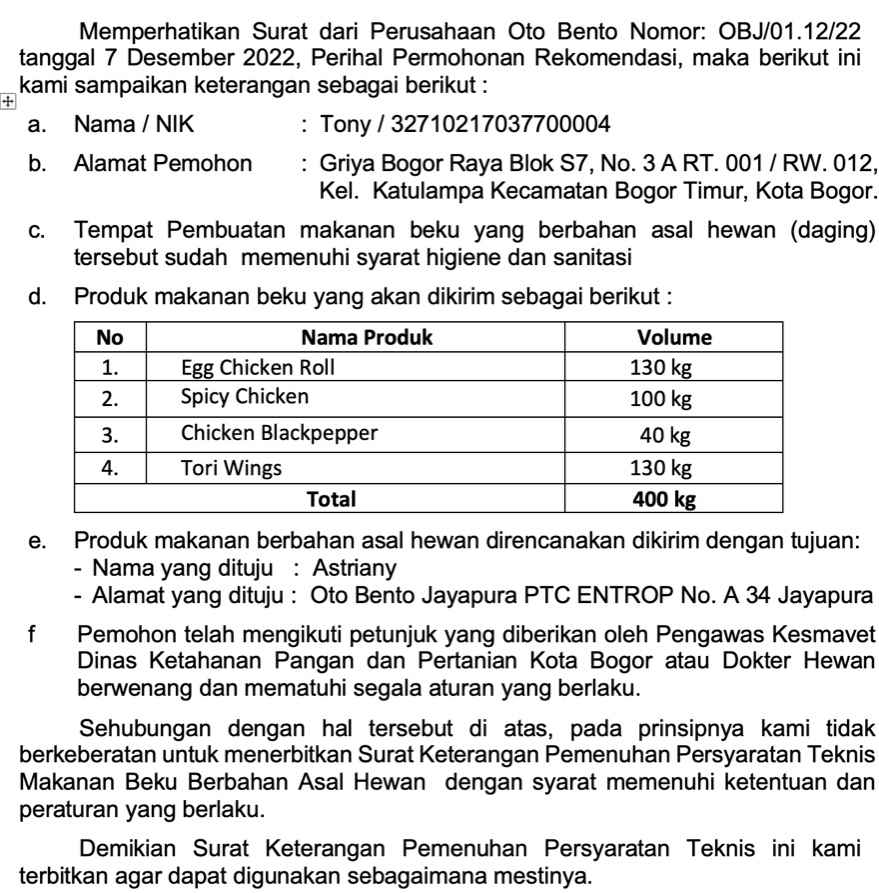 Memperhatikan Surat dari Perusahaan Oto Bento Nomor: OBJ/01.12/22
tanggal 7 Desember 2022, Perihal Permohonan Rekomendasi, maka berikut ini
kami sampaikan keterangan sebagai berikut :
a. Nama / NIK : Tony / 32710217037700004
b. Alamat Pemohon : Griya Bogor Raya Blok S7, No. 3 A RT. 001 / RW. 012,
Kel. Katulampa Kecamatan Bogor Timur, Kota Bogor.
c. Tempat Pembuatan makanan beku yang berbahan asal hewan (daging)
tersebut sudah memenuhi syarat higiene dan sanitasi
d. Produk makanan beku yang akan dikirim sebagai berikut :
No Nama Produk Volume
1. Egg Chicken Roll 130 kg
2. Spicy Chicken 100 kg
3. Chicken Blackpepper 40 kg
4. Tori Wings 130 kg
Total 400 kg
e. Produk makanan berbahan asal hewan direncanakan dikirim dengan tujuan:
- Nama yang dituju : Astriany
- Alamat yang dituju : Oto Bento Jayapura PTC ENTROP No. A 34 Jayapura
f Pemohon telah mengikuti petunjuk yang diberikan oleh Pengawas Kesmavet
Dinas Ketahanan Pangan dan Pertanian Kota Bogor atau Dokter Hewan
berwenang dan mematuhi segala aturan yang berlaku.
Sehubungan dengan hal tersebut di atas, pada prinsipnya kami tidak
berkeberatan untuk menerbitkan Surat Keterangan Pemenuhan Persyaratan Teknis
Makanan Beku Berbahan Asal Hewan dengan syarat memenuhi ketentuan dan
peraturan yang berlaku.
Demikian Surat Keterangan Pemenuhan Persyaratan Teknis ini kami
terbitkan agar dapat digunakan sebagaimana mestinya.